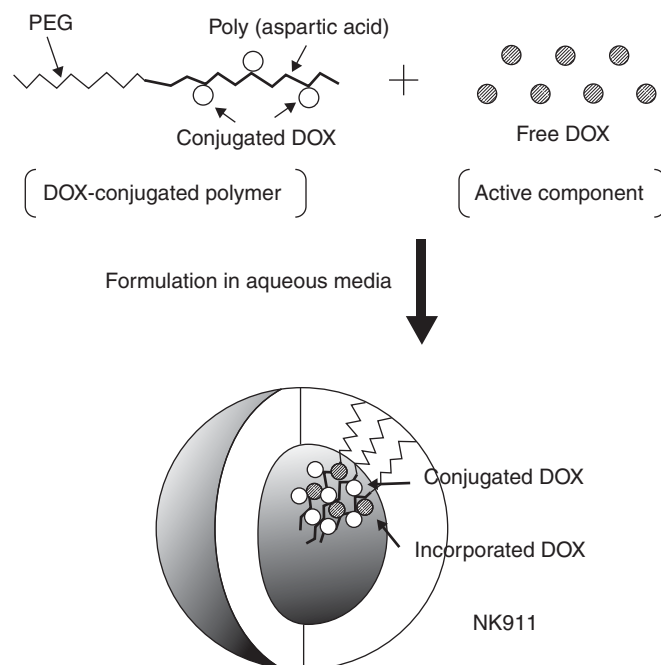 PEG
Poly (aspartic acid)
Conjugated DOX
Free DOX
DOX-conjugated polymer
Active component
Formulation in aqueous media
Conjugated DOX
Incorporated DOX
NK911